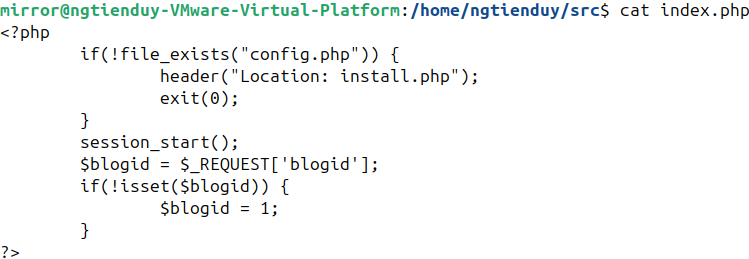 mirror@ngtienduy-VMware-Virtual-Platform:/home/ngtienduy/src$ cat index.php
<?php
        if(!file_exists("config.php")) {
                header("Location: install.php");
                exit(0);
        }
        session_start();
        $blogid = $_REQUEST['blogid'];
        if(!isset($blogid)) {
                $blogid = 1;
        }
?>